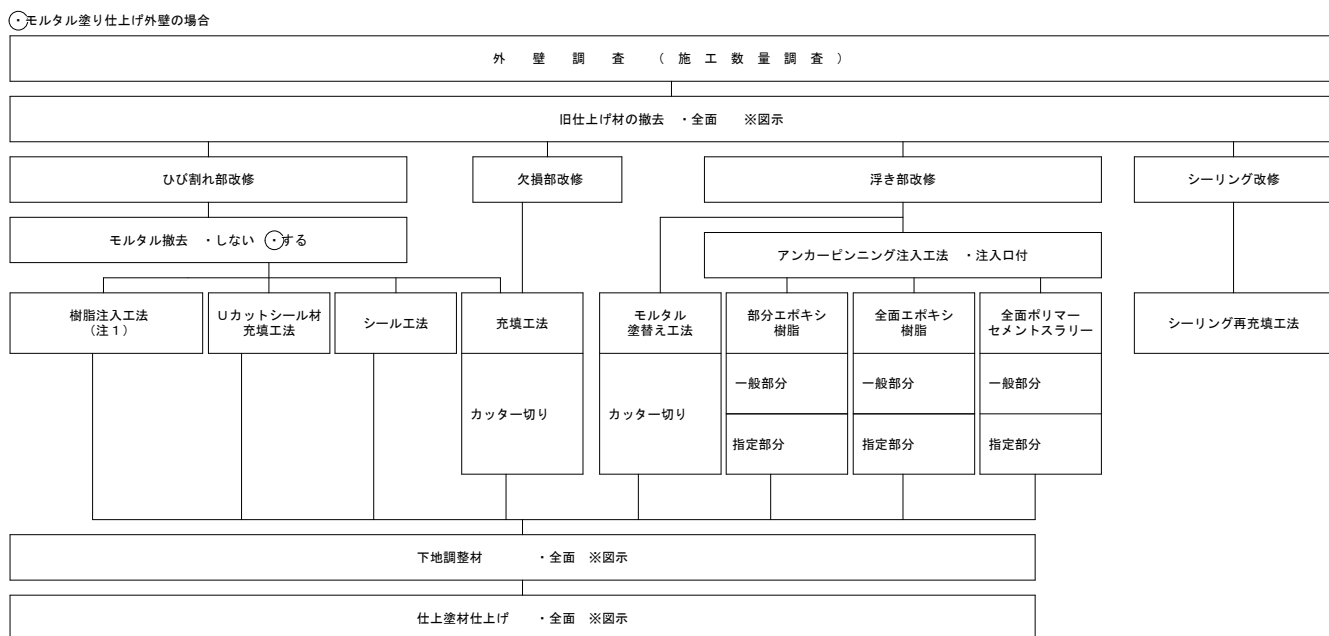 ⊙モルタル塗り仕上げ外壁の場合
外 壁 調 査 ( 施 工 数 量 調 査 )
旧仕上げ材の撤去 ・全面 ※図示
ひび割れ部改修
欠損部改修
浮き部改修
シーリング改修
モルタル撤去 ・しない ⊙する
アンカーピンニング注入工法 ・注入口付
樹脂注入工法
(注1)
Uカットシール材
充填工法
シール工法
充填工法
モルタル
塗替え工法
部分エポキシ
樹脂
全面エポキシ
樹脂
全面ポリマー
セメントスラリー
シーリング再充填工法
カッター切り
カッター切り
一般部分
一般部分
一般部分
指定部分
指定部分
指定部分
下地調整材 ・全面 ※図示
仕上塗材仕上げ ・全面 ※図示